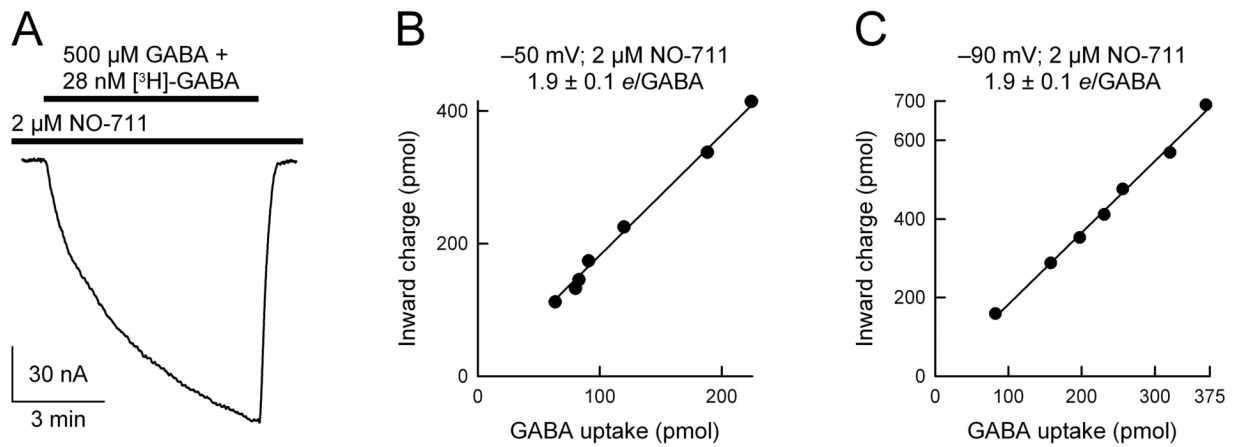 A
500 µM GABA +
28 nM [³H]-GABA
2 µM NO-711
30 nA
3 min
B
–50 mV; 2 µM NO-711
1.9 ± 0.1 e/GABA
Inward charge (pmol)
400
200
0
0 100 200
GABA uptake (pmol)
C
–90 mV; 2 µM NO-711
1.9 ± 0.1 e/GABA
Inward charge (pmol)
700
600
400
200
0
0 100 200 300 375
GABA uptake (pmol)